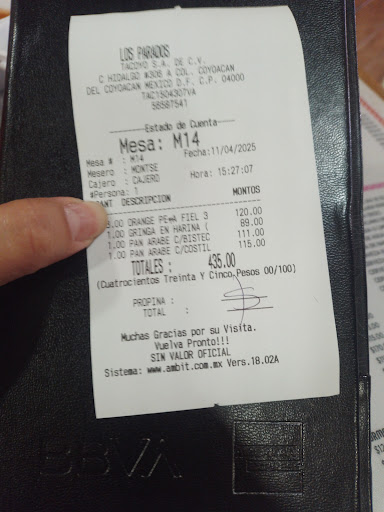 LOS PARADOS
TACOYO S.A. DE C.V.
C HIDALGO #306 A COL. COYOACAN
DEL COYOACAN MEXICO D.F. C.P. 04000
TAC1504307VA
56587541
Estado de Cuenta
Mesa: M14
Mesa # : M14 Fecha:11/04/2025
Mesero : MONTSE
Cajero : CAJERO Hora: 15:27:07
#Persona: 1
CANT DESCRIPCION MONTOS
3.00 ORANGE PE¤A FIEL 3 120.00
1.00 GRINGA EN HARINA ( 89.00
1.00 PAN ARABE C/BISTEC 111.00
1.00 PAN ARABE C/COSTIL 115.00
TOTALES : 435.00
(Cuatrocientos Treinta Y Cinco Pesos 00/100)
PROPINA :
TOTAL :
Muchas Gracias por su Visita.
Vuelva Pronto!!!
SIN VALOR OFICIAL
Sistema: www.ambit.com.mx Vers.18.02A
BBVA